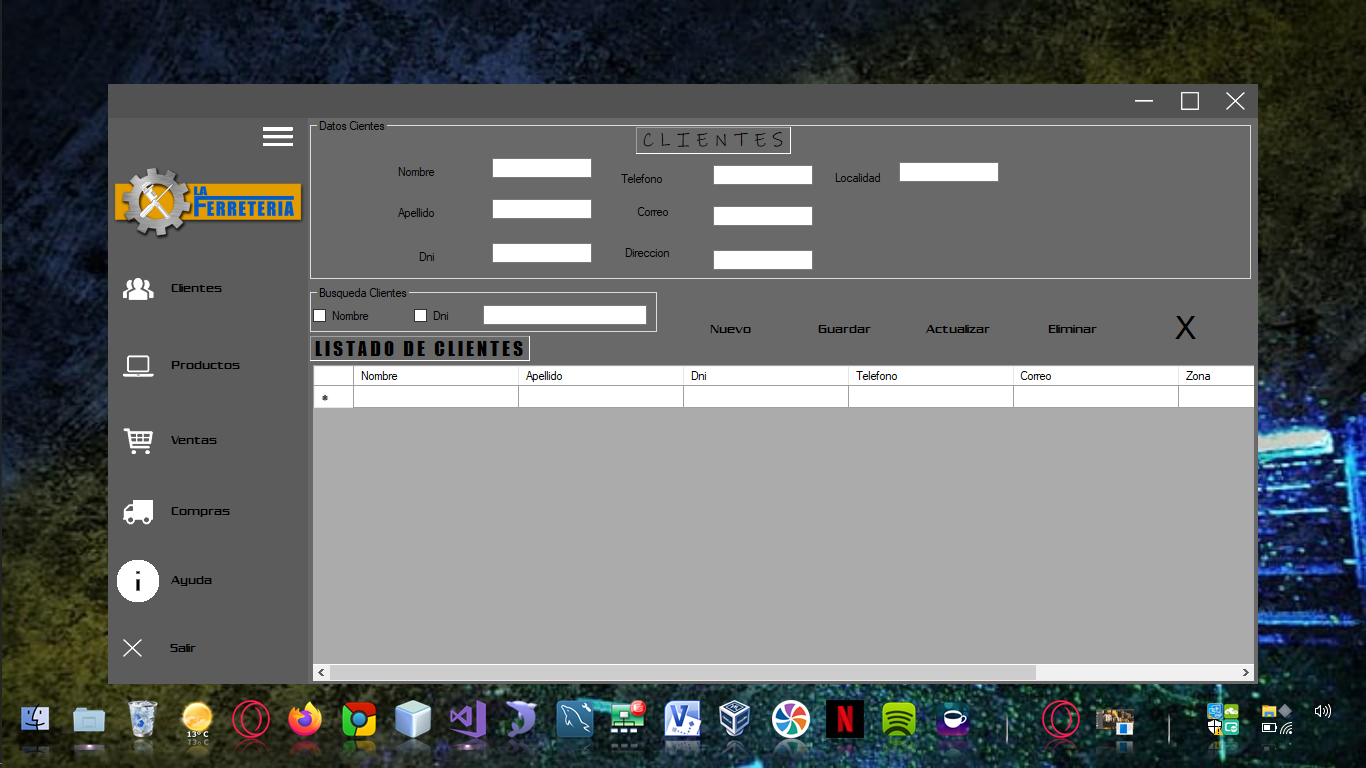 Datos Cientes
CLIENTES
Nombre
Telefono
Localidad
Apellido
Correo
Dni
Direccion
LA
FERRETERIA
Clientes
Productos
Ventas
Compras
i
Ayuda
Salir
Busqueda Clientes
Nombre
Dni
Nuevo
Guardar
Actualizar
Eliminar
X
LISTADO DE CLIENTES
Nombre
Apellido
Dni
Telefono
Correo
Zona
13° C